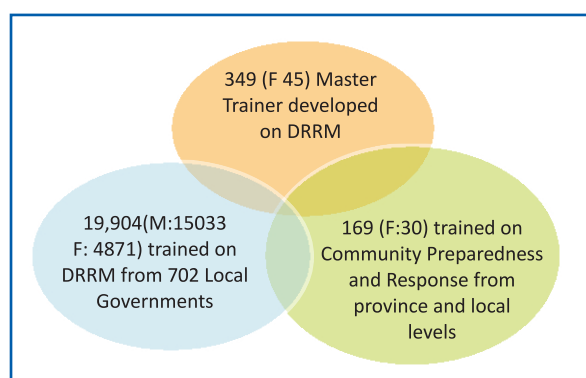 349 (F 45) Master
Trainer developed
on DRRM
19,904(M:15033
F: 4871) trained on
DRRM from 702 Local
Governments
169 (F:30) trained on
Community Preparedness
and Response from
province and local
levels